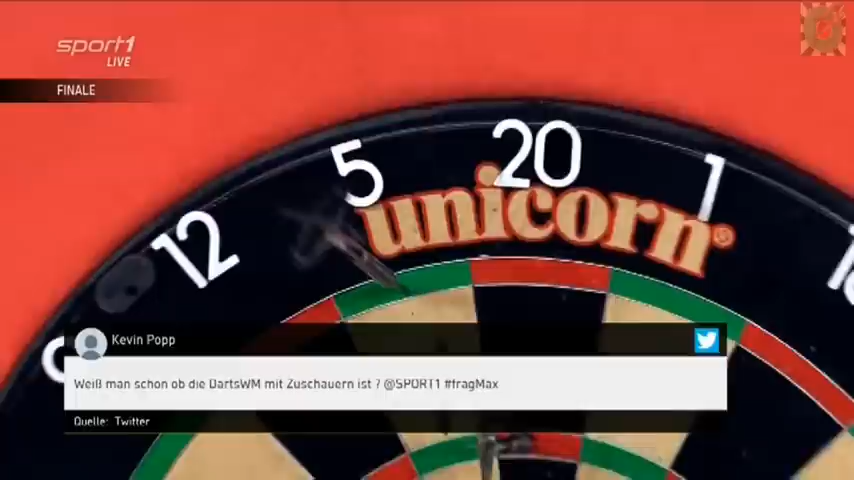 sport1
LIVE
FINALE
5
20
1
12
unicorn®
Kevin Popp
Weiß man schon ob die DartsWM mit Zuschauern ist ? @SPORT1 #fragMax
Quelle: Twitter